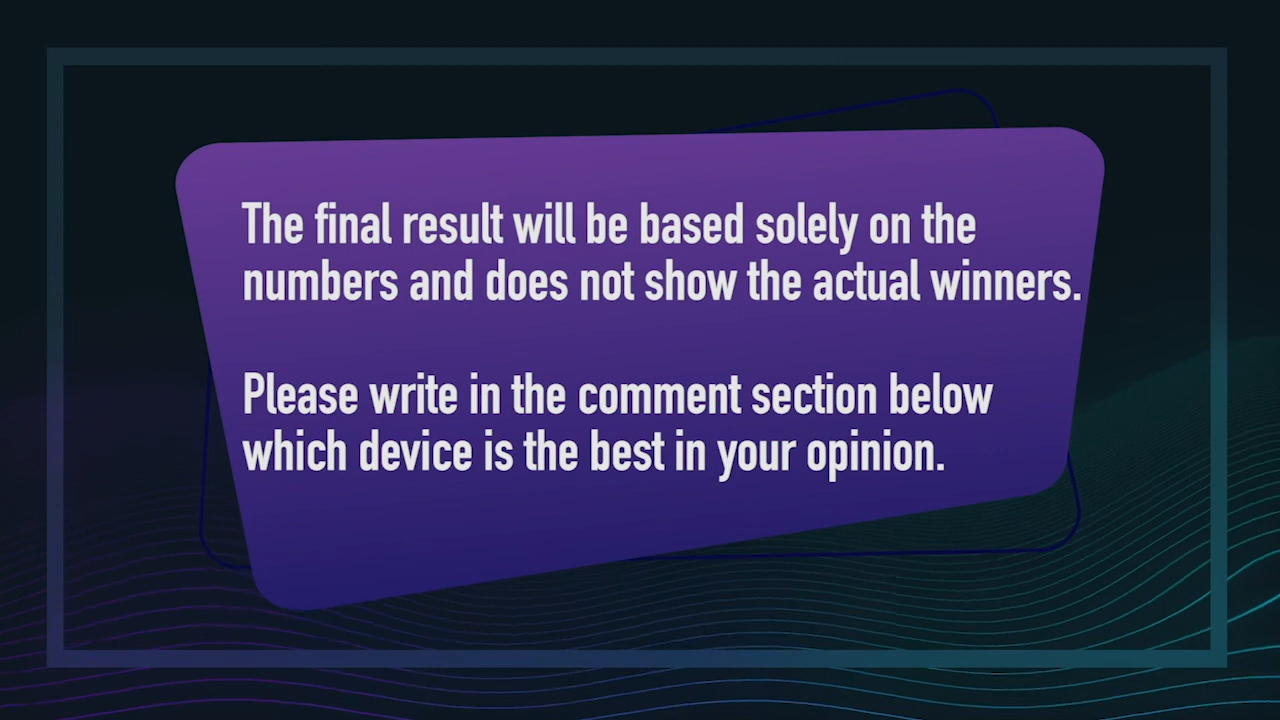 The final result will be based solely on the
numbers and does not show the actual winners.
Please write in the comment section below
which device is the best in your opinion.